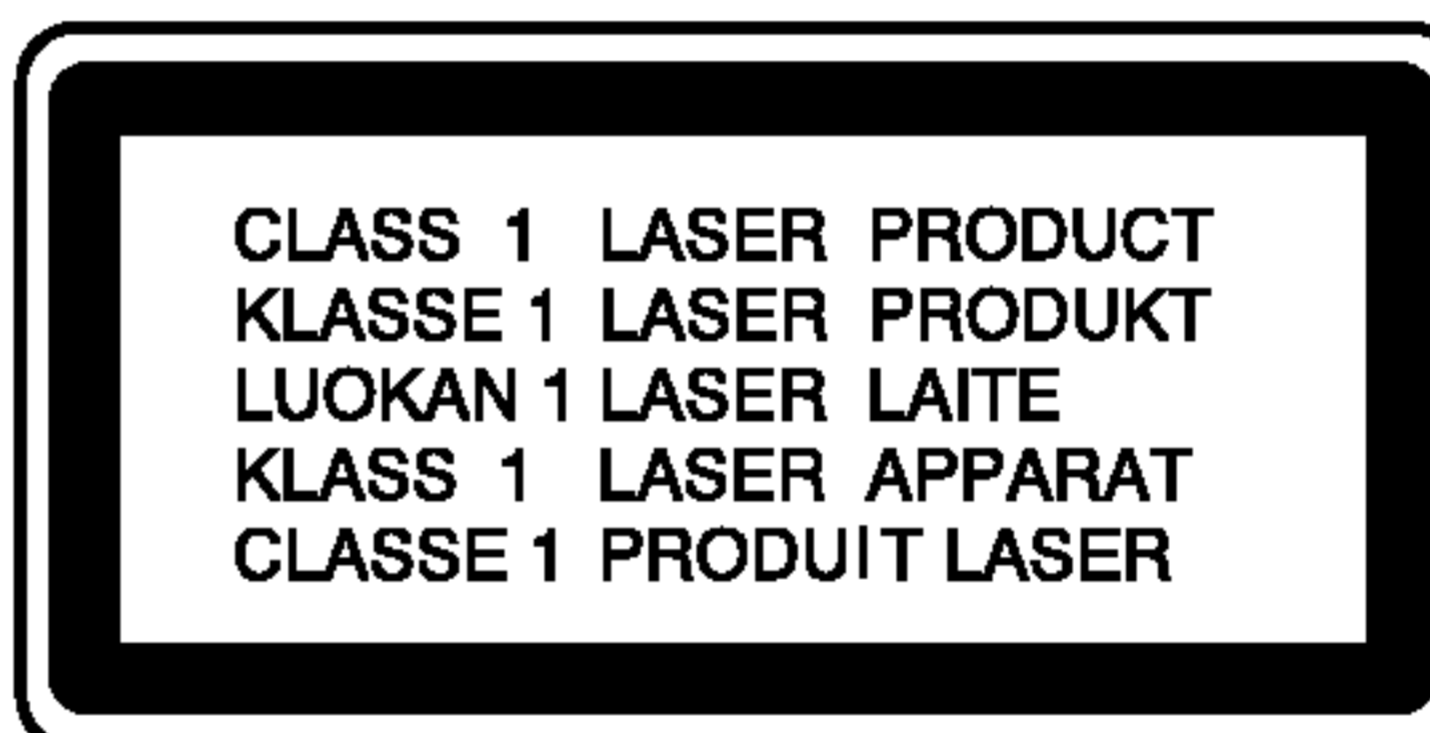 CLASS 1 LASER PRODUCT
KLASSE 1 LASER PRODUKT
LUOKAN 1 LASER LAITE
KLASS 1 LASER APPARAT
CLASSE 1 PRODUIT LASER